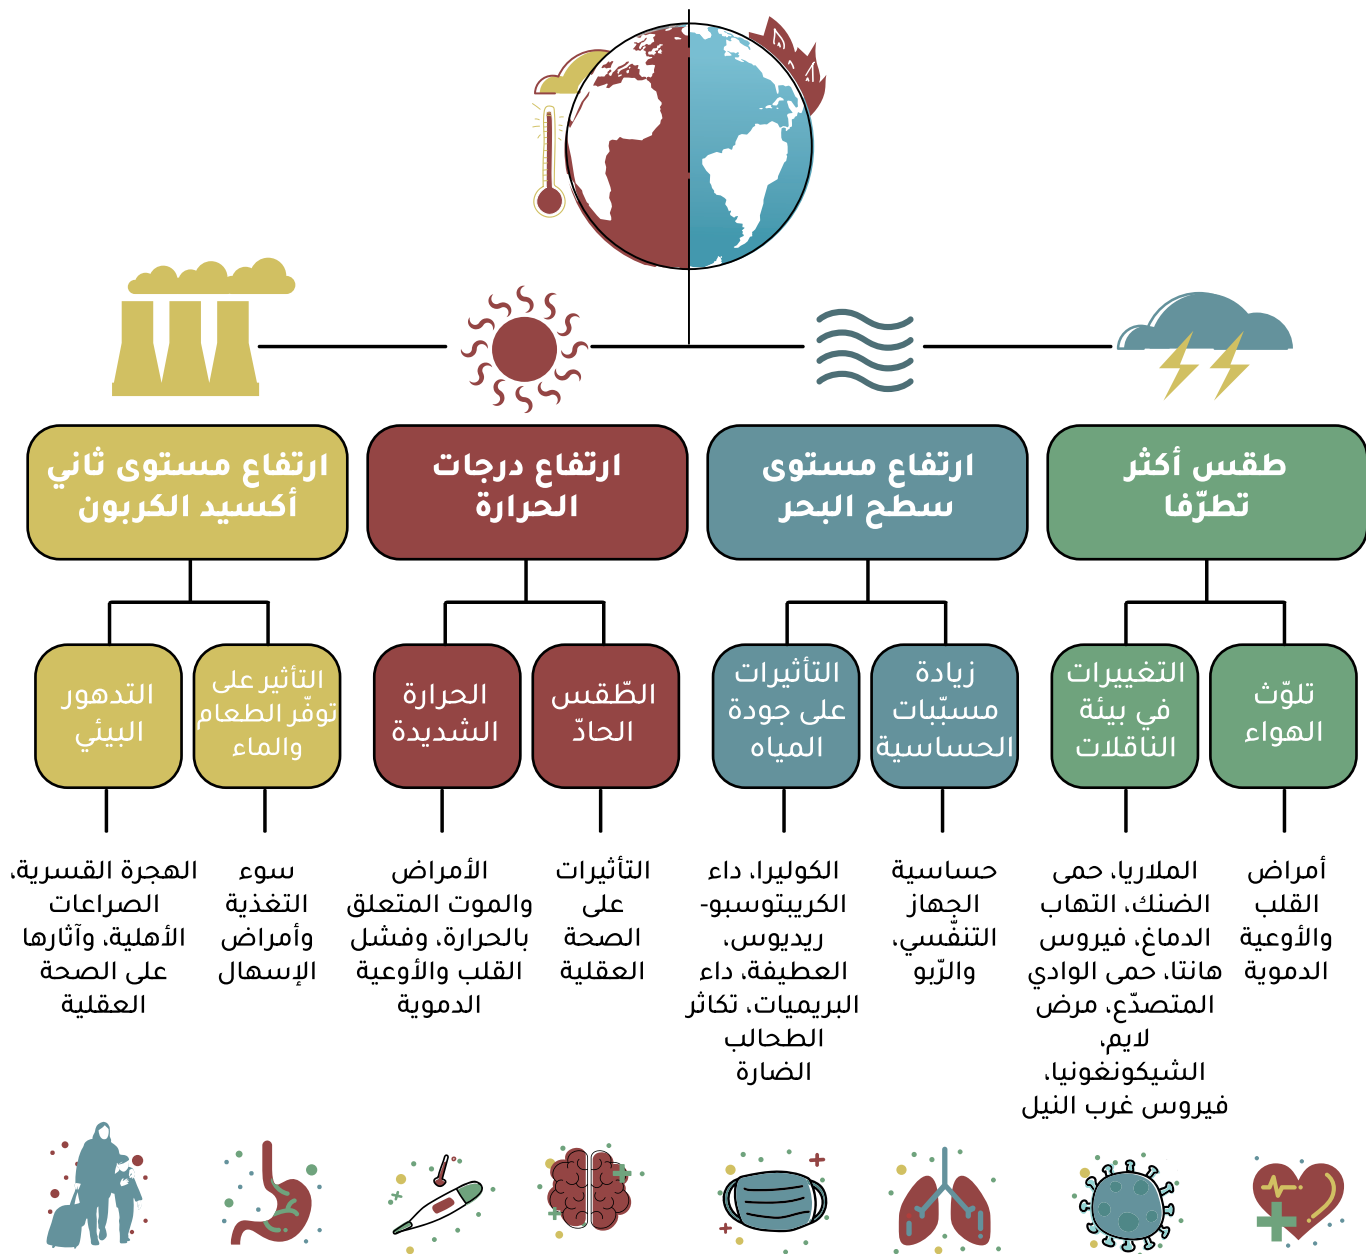 طقس أكثر
تطرّفا
ارتفاع مستوى
سطح البحر
ارتفاع درجات
الحرارة
ارتفاع مستوى ثاني
أكسيد الكربون
تلوّث
الهواء
التغييرات
في بيئة
الناقلات
زيادة
مسبّبات
الحساسية
التأثيرات
على جودة
المياه
الطّقس
الحادّ
الحرارة
الشديدة
التأثير على
توفّر الطعام
والماء
التدهور
البيئي
أمراض
القلب
والأوعية
الدموية
الملاريا، حمى
الضنك، التهاب
الدماغ، فيروس
هانتا، حمى الوادي
المتصدّع، مرض
لايم،
الشيكونغونيا،
فيروس غرب النيل
حساسية
الجهاز
التنفّسي،
والرّبو
الكوليرا، داء
الكريبتوسبو-
ريديوس،
العطيفة، داء
البريميات، تكاثر
الطحالب
الضارة
التأثيرات
على
الصحة
العقلية
الأمراض
والموت المتعلق
بالحرارة، وفشل
القلب والأوعية
الدموية
سوء
التغذية
وأمراض
الإسهال
الهجرة القسرية،
الصراعات
الأهلية، وآثارها
على الصحة
العقلية